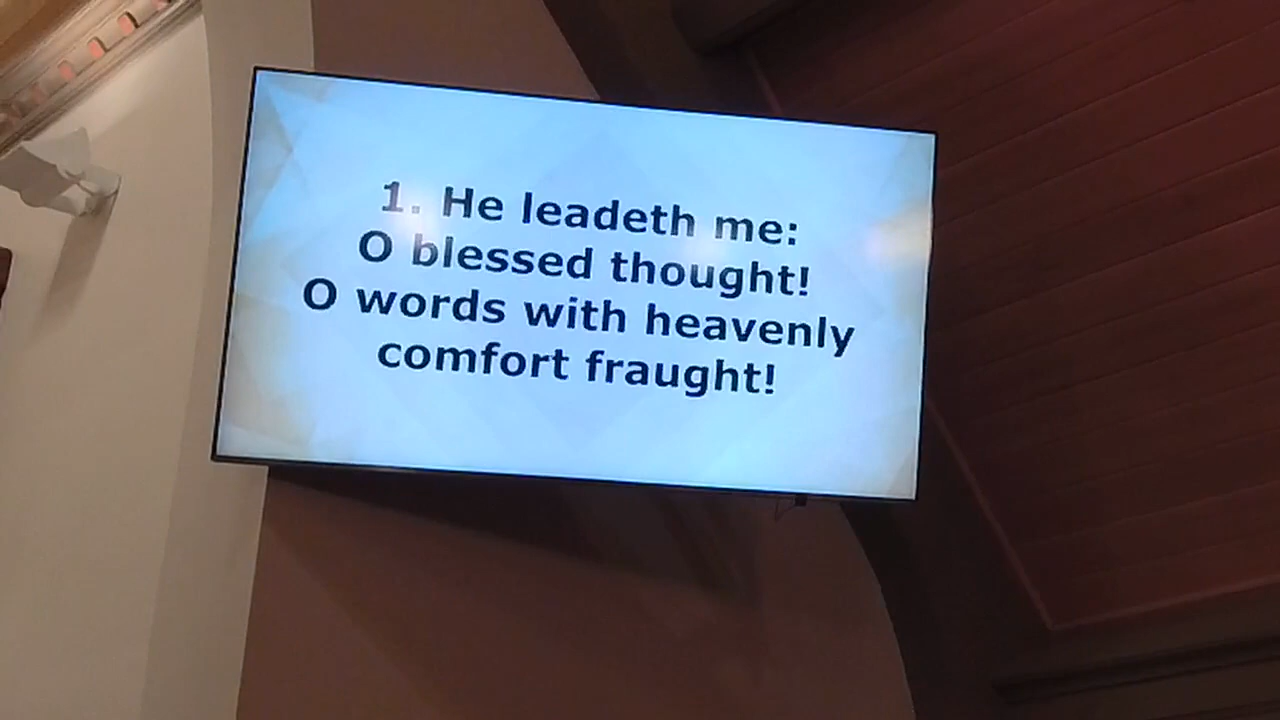 1. He leadeth me:
O blessed thought!
O words with heavenly
comfort fraught!